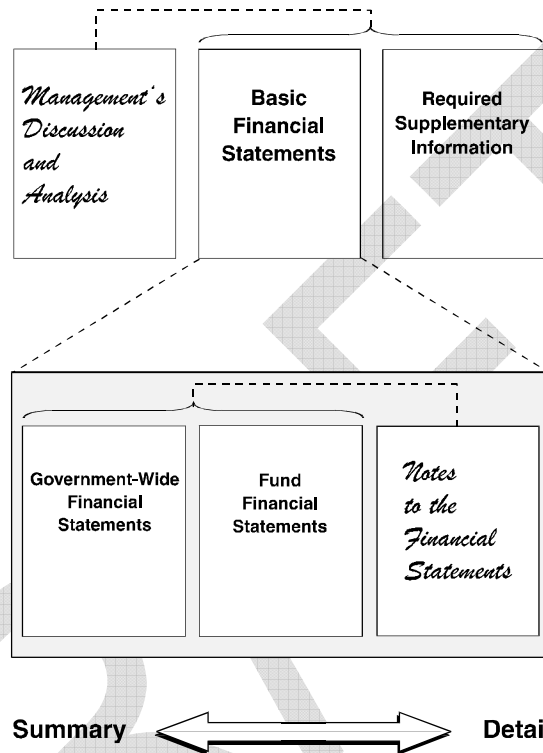 Management's
Discussion
and
Analysis
Basic
Financial
Statements
Required
Supplementary
Information
Government-Wide
Financial
Statements
Fund
Financial
Statements
Notes
to the
Financial
Statements
Summary
Detai